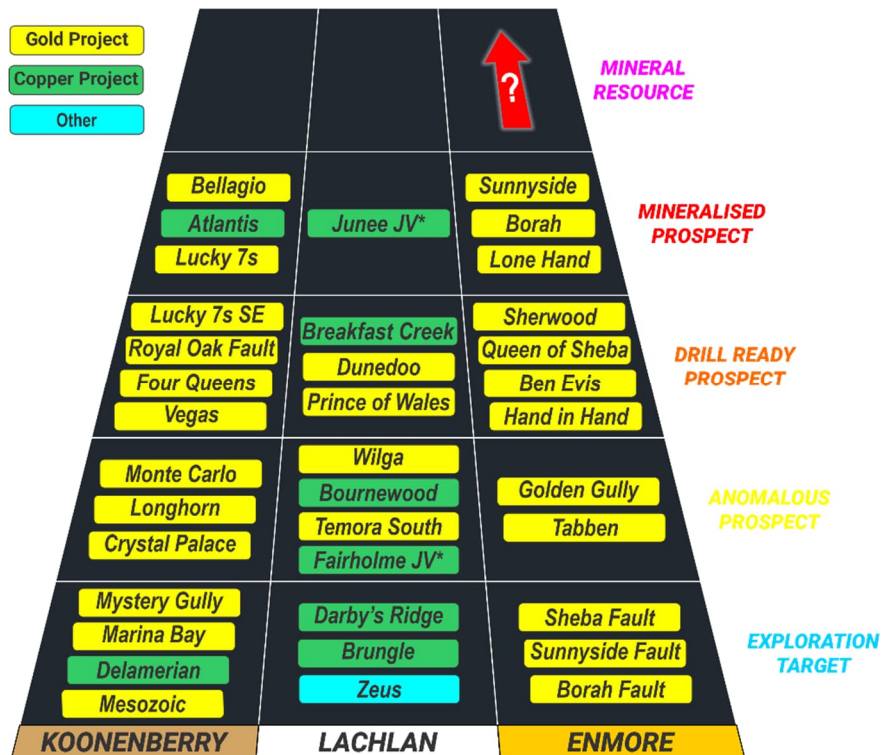 Gold Project
Copper Project
Other
?
MINERAL
RESOURCE
Bellagio
Atlantis
Lucky 7s
Junee JV*
Sunnyside
Borah
Lone Hand
MINERALISED
PROSPECT
Lucky 7s SE
Royal Oak Fault
Four Queens
Vegas
Breakfast Creek
Dunedoo
Prince of Wales
Sherwood
Queen of Sheba
Ben Evis
Hand in Hand
DRILL READY
PROSPECT
Monte Carlo
Longhorn
Crystal Palace
Wilga
Bournewood
Temora South
Fairholme JV*
Golden Gully
Tabben
ANOMALOUS
PROSPECT
Mystery Gully
Marina Bay
Delamerian
Mesozoic
Darby's Ridge
Brungle
Zeus
Sheba Fault
Sunnyside Fault
Borah Fault
EXPLORATION
TARGET
KOONENBERRY
LACHLAN
ENMORE